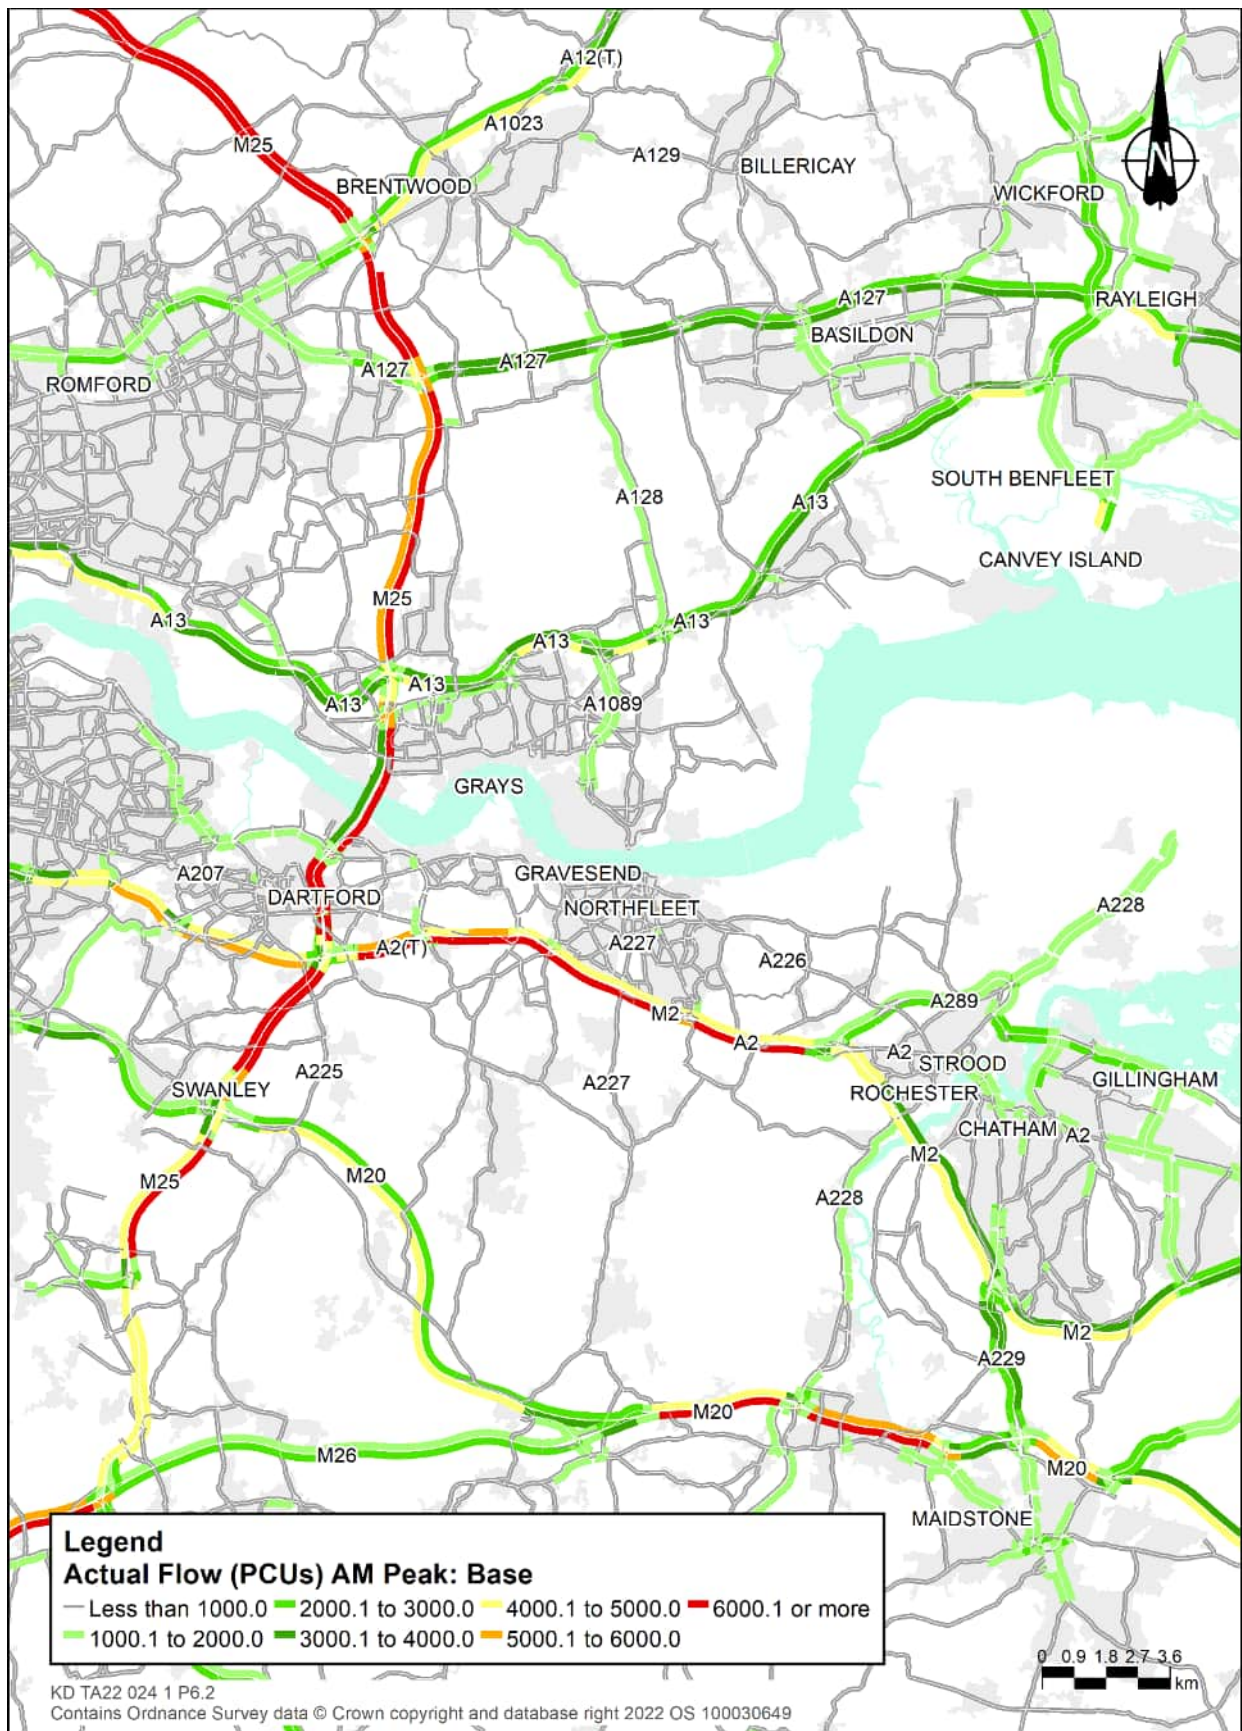 A12(T)
A1023
M25
A129
BILLERICAY
BRENTWOOD
WICKFORD
N
A127
RAYLEIGH
BASILDON
A127
A127
ROMFORD
SOUTH BENFLEET
A128
A13
CANVEY ISLAND
M25
A13
A13
A13
A13
A13
A1089
GRAYS
A207
GRAVESEND
DARTFORD
NORTHFLEET
A228
A2(T)
A227
A226
A289
M2
A2
A2
STROOD
A225
SWANLEY
A227
ROCHESTER
GILLINGHAM
CHATHAM
A2
M2
M20
M25
A228
M2
A229
M20
M26
M20
MAIDSTONE
Legend
Actual Flow (PCUs) AM Peak: Base
Less than 1000.0 2000.1 to 3000.0 4000.1 to 5000.0 6000.1 or more
1000.1 to 2000.0 3000.1 to 4000.0 5000.1 to 6000.0
0 0.9 1.8 2.7 3.6
km
KD TA22 024 1 P6.2
Contains Ordnance Survey data © Crown copyright and database right 2022 OS 100030649